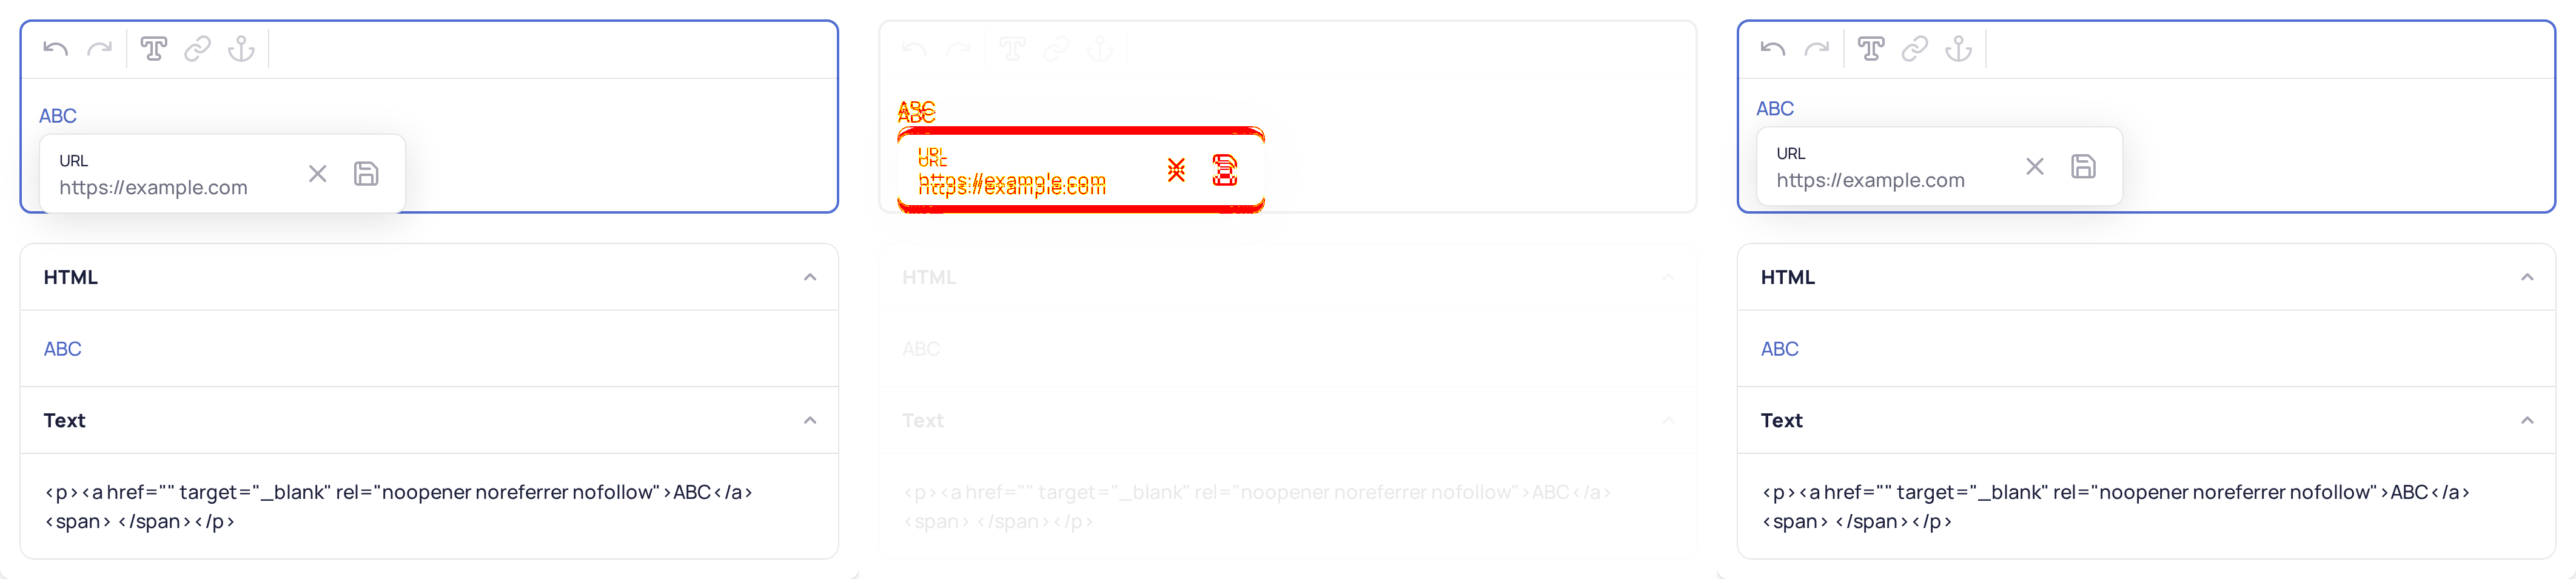 ABC
URL
https://example.com
HTML
ABC
Text
<p><a href="" target="_blank" rel="noopener noreferrer nofollow">ABC</a>
<span> </span></p>
ABC
URL
https://example.com
HTML
ABC
Text
<p><a href="" target="_blank" rel="noopener noreferrer nofollow">ABC</a>
<span> </span></p>
ABC
URL
https://example.com
HTML
ABC
Text
<p><a href="" target="_blank" rel="noopener noreferrer nofollow">ABC</a>
<span> </span></p>